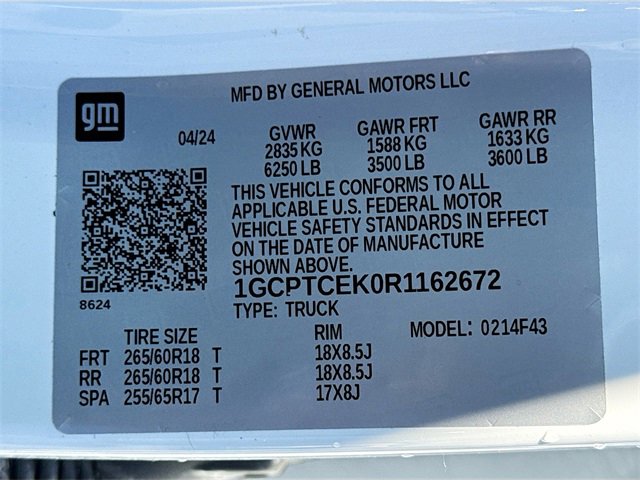 gm
MFD BY GENERAL MOTORS LLC
04/24
GVWR GAWR FRT GAWR RR
2835 KG 1588 KG 1633 KG
6250 LB 3500 LB 3600 LB
THIS VEHICLE CONFORMS TO ALL
APPLICABLE U.S. FEDERAL MOTOR
VEHICLE SAFETY STANDARDS IN EFFECT
ON THE DATE OF MANUFACTURE
SHOWN ABOVE.
8624
1GCPTCEK0R1162672
TYPE: TRUCK
TIRE SIZE RIM MODEL: 0214F43
FRT 265/60R18 T 18X8.5J
RR 265/60R18 T 18X8.5J
SPA 255/65R17 T 17X8J